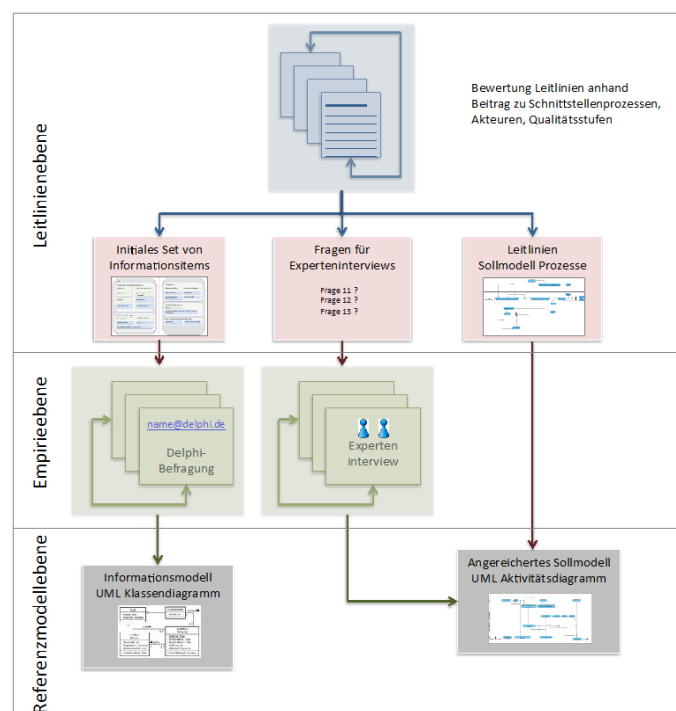 Leitlinienebene
Bewertung Leitlinien anhand
Beitrag zu Schnittstellenprozessen,
Akteuren, Qualitätsstufen
Initiales Set von
Informationsitems
Fragen für
Experteninterviews
Frage 11 ?
Frage 12 ?
Frage 13 ?
Leitlinien
Sollmodell Prozesse
Empirieebene
name@delphi.de
Delphi-
Befragung
Experten
interview
Referenzmodellebene
Informationsmodell
UML Klassendiagramm
Angereichertes Sollmodell
UML Aktivitätsdiagramm